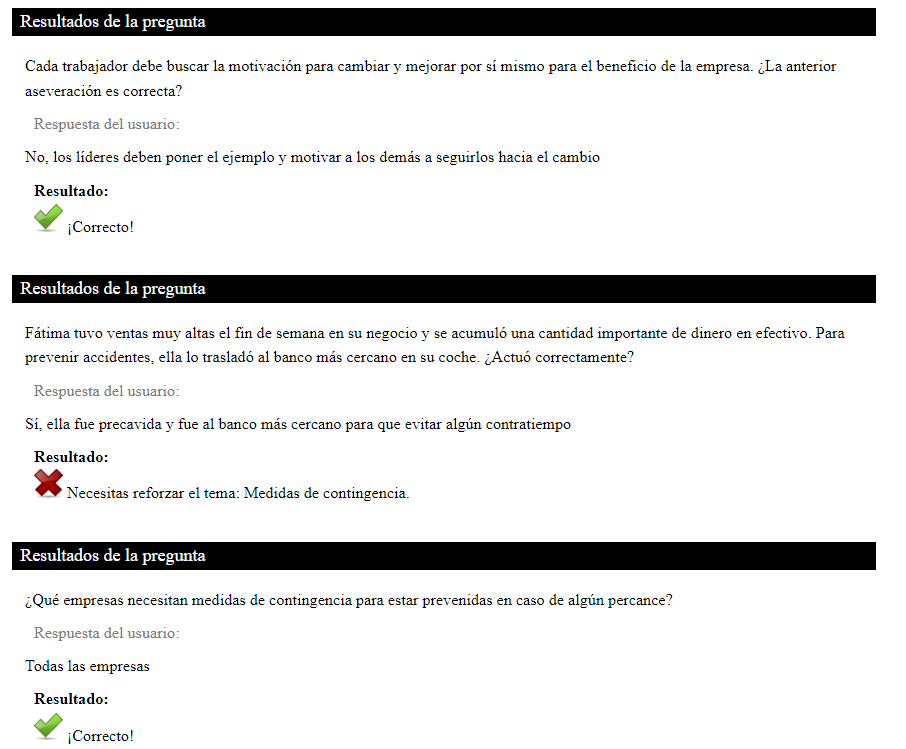 Resultados de la pregunta
Cada trabajador debe buscar la motivación para cambiar y mejorar por sí mismo para el beneficio de la empresa. ¿La anterior
aseveración es correcta?
Respuesta del usuario:
No, los líderes deben poner el ejemplo y motivar a los demás a seguirlos hacia el cambio
Resultado:
¡Correcto!
Resultados de la pregunta
Fátima tuvo ventas muy altas el fin de semana en su negocio y se acumuló una cantidad importante de dinero en efectivo. Para
prevenir accidentes, ella lo trasladó al banco más cercano en su coche. ¿Actuó correctamente?
Respuesta del usuario:
Sí, ella fue precavida y fue al banco más cercano para que evitar algún contratiempo
Resultado:
Necesitas reforzar el tema: Medidas de contingencia.
Resultados de la pregunta
¿Qué empresas necesitan medidas de contingencia para estar prevenidas en caso de algún percance?
Respuesta del usuario:
Todas las empresas
Resultado:
¡Correcto!